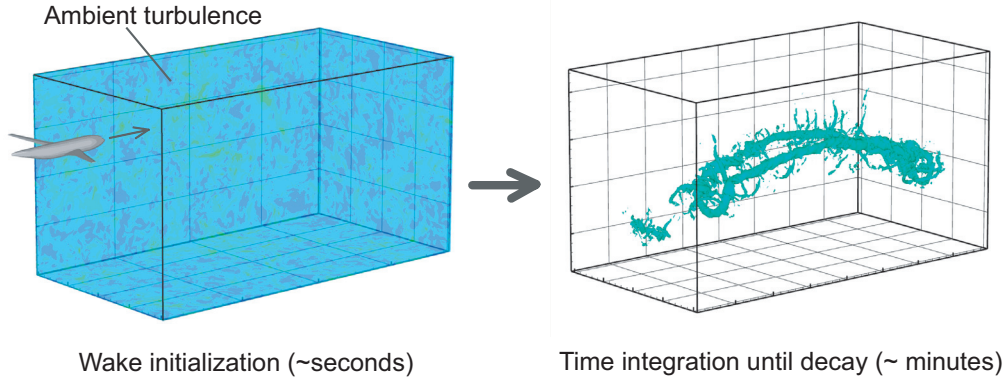 Ambient turbulence
Wake initialization (~seconds)
Time integration until decay (~ minutes)